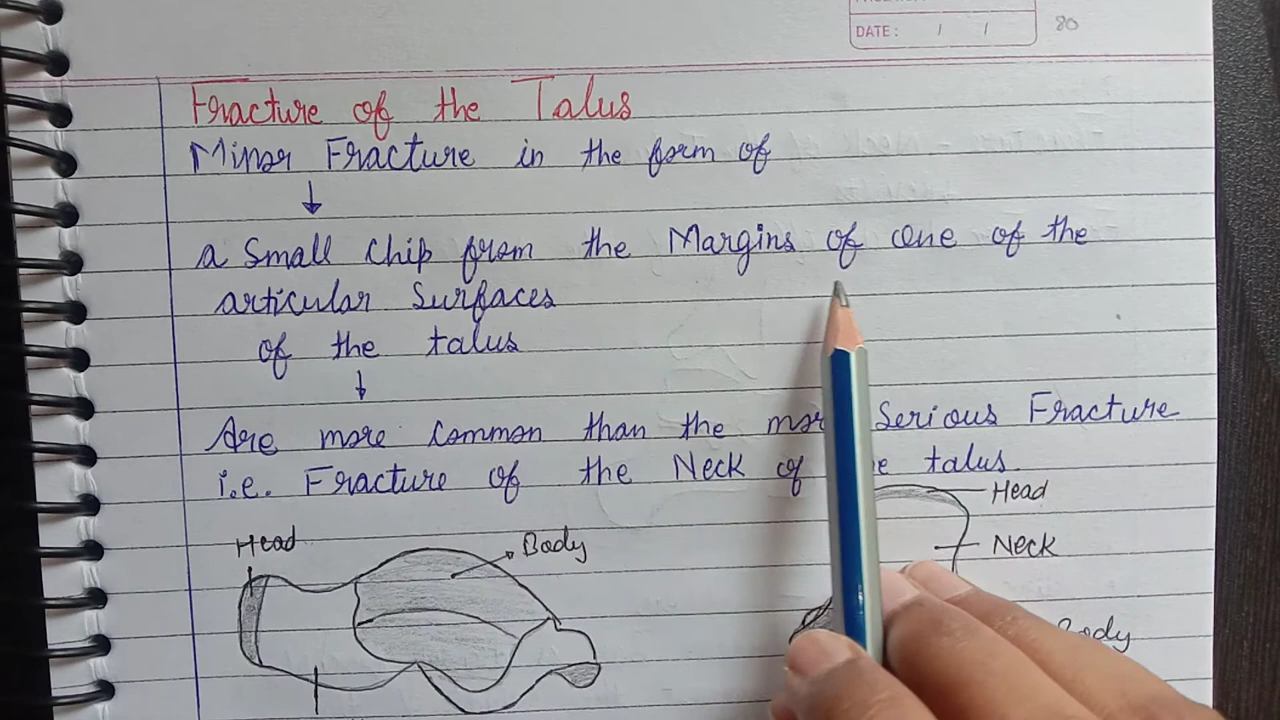 DATE : / / 80
Fracture of the Talus
Minor Fracture in the form of
↓
a Small Chip from the Margins of one of the
articular Surfaces
of the talus
↓
Are more Common than the Serious Fracture
i.e. Fracture of the Neck of talus
Head
Neck
Head
Body
Body